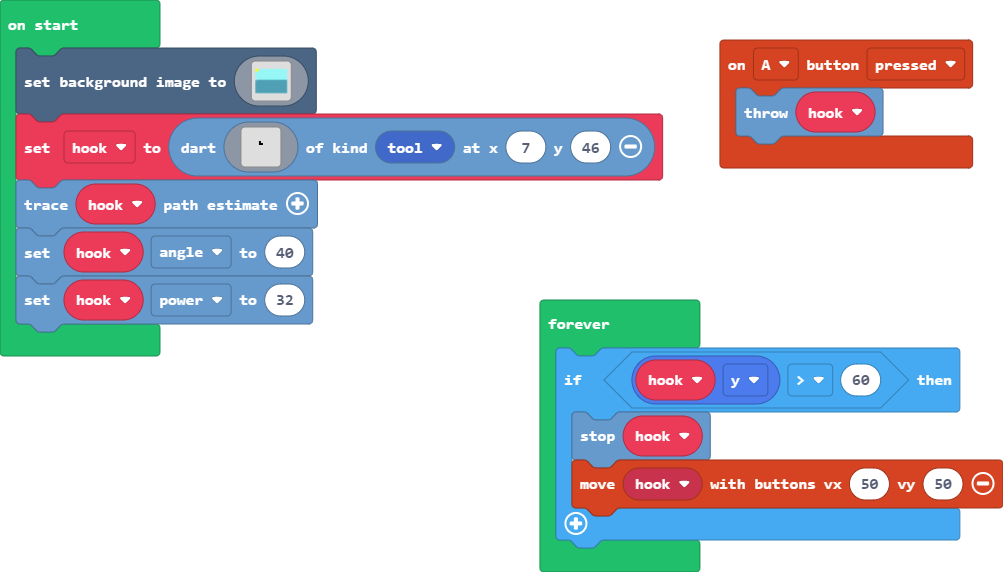 on start
set background image to
set hook to dart of kind tool at x 7 y 46
trace hook path estimate
set hook angle to 40
set hook power to 32
on A button pressed
throw hook
forever
if hook y > 60 then
stop hook
move hook with buttons vx 50 vy 50